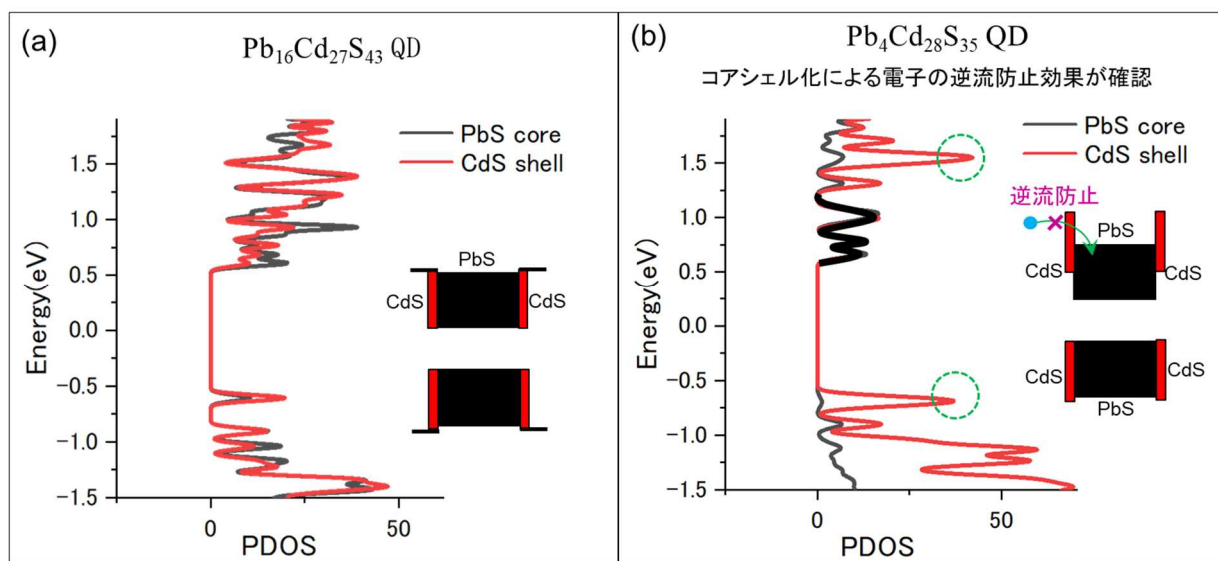 (a)
Pb₁₆Cd₂₇S₄₃ QD
PbS core
CdS shell
Energy(eV)
1.5
1.0
0.5
0.0
−0.5
−1.0
−1.5
0
50
PDOS
PbS
CdS
CdS
(b)
Pb₄Cd₂₈S₃₅ QD
コアシェル化による電子の逆流防止効果が確認
PbS core
CdS shell
Energy(eV)
1.5
1.0
0.5
0.0
−0.5
−1.0
−1.5
0
50
PDOS
逆流防止
PbS
CdS
CdS
CdS
CdS
PbS